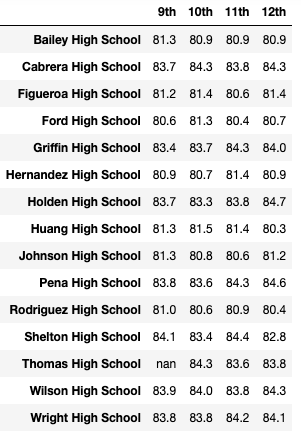 9th 10th 11th 12th
Bailey High School 81.3 80.9 80.9 80.9
Cabrera High School 83.7 84.3 83.8 84.3
Figueroa High School 81.2 81.4 80.6 81.4
Ford High School 80.6 81.3 80.4 80.7
Griffin High School 83.4 83.7 84.3 84.0
Hernandez High School 80.9 80.7 81.4 80.9
Holden High School 83.7 83.3 83.8 84.7
Huang High School 81.3 81.5 81.4 80.3
Johnson High School 81.3 80.8 80.6 81.2
Pena High School 83.8 83.6 84.3 84.6
Rodriguez High School 81.0 80.6 80.9 80.4
Shelton High School 84.1 83.4 84.4 82.8
Thomas High School nan 84.3 83.6 83.8
Wilson High School 83.9 84.0 83.8 84.3
Wright High School 83.8 83.8 84.2 84.1